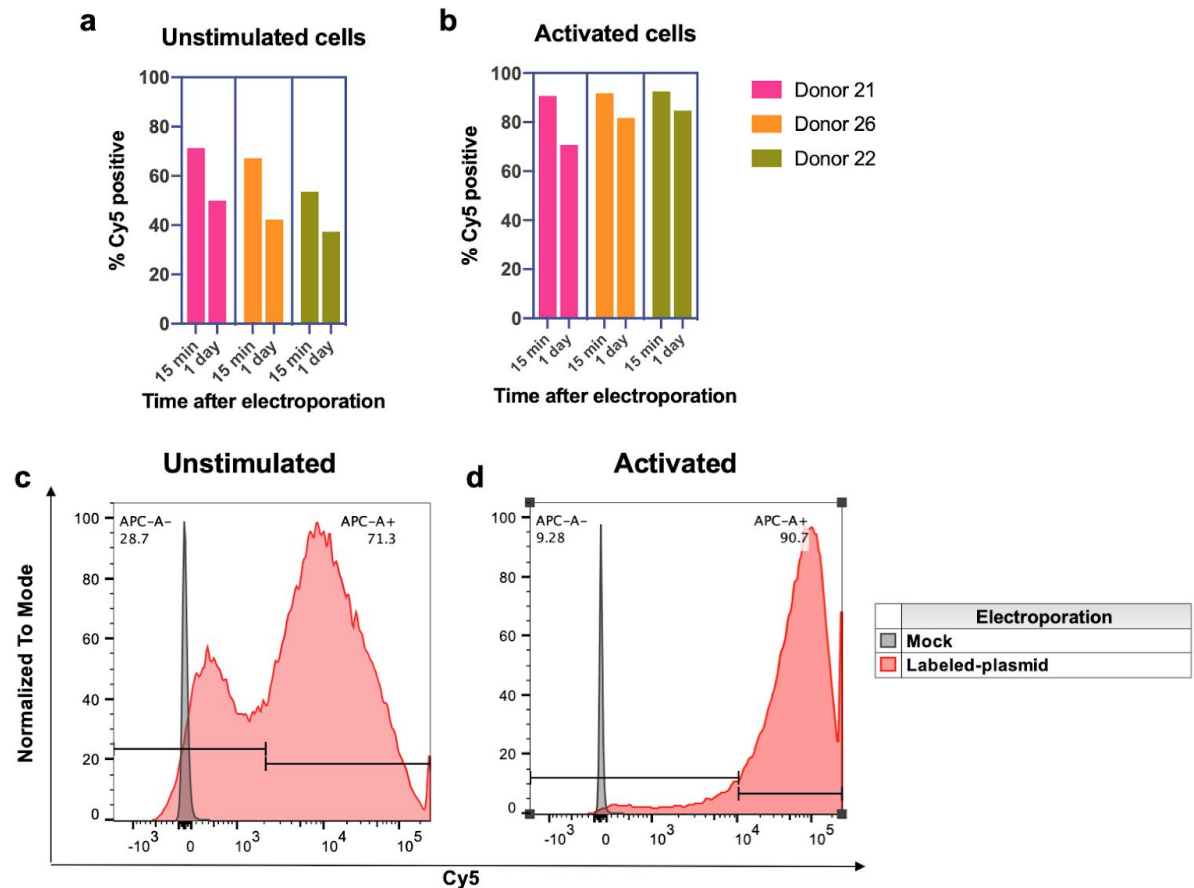 a
Unstimulated cells
% Cy5 positive
100
80
60
40
20
0
15 min
1 day
15 min
1 day
15 min
1 day
Time after electroporation
b
Activated cells
% Cy5 positive
100
80
60
40
20
0
15 min
1 day
15 min
1 day
15 min
1 day
Time after electroporation
Donor 21
Donor 26
Donor 22
c
Unstimulated
Normalized To Mode
100
80
60
40
20
0
APC-A-
28.7
APC-A+
71.3
-10³ 0 10³ 10⁴ 10⁵
d
Activated
100
80
60
40
20
0
APC-A-
9.28
APC-A+
90.7
-10³ 0 10³ 10⁴ 10⁵
Cy5
Electroporation
Mock
Labeled-plasmid